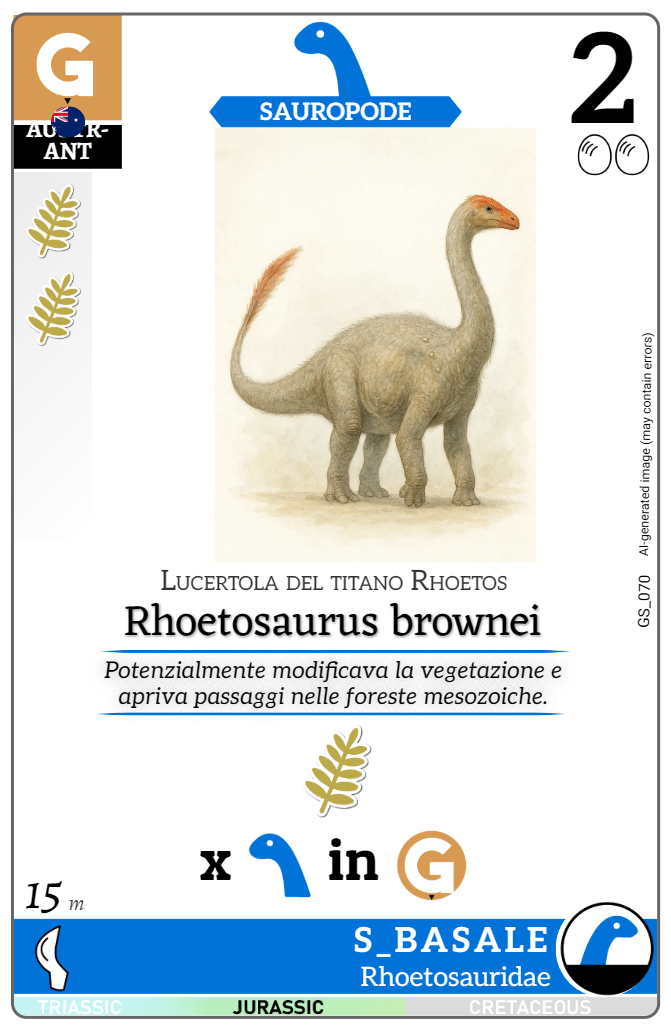 G
2
AUSTR-
ANT
SAUROPODE
AI-generated image (may contain errors)
GS_070
Lucertola del titano Rhoetos
Rhoetosaurus brownei
Potenzialmente modificava la vegetazione e
apriva passaggi nelle foreste mesozoiche.
x in G
15 m
S_BASALE
Rhoetosauridae
TRIASSIC JURASSIC CRETACEOUS